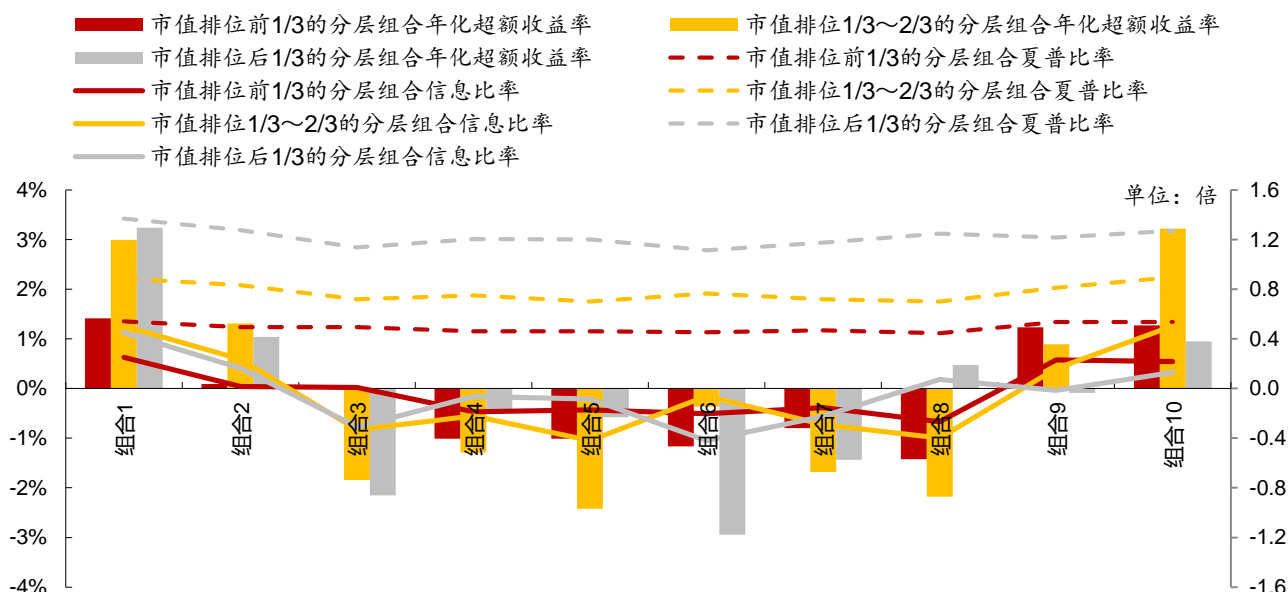 市值排位前1/3的分层组合年化超额收益率
市值排位1/3～2/3的分层组合年化超额收益率
市值排位后1/3的分层组合年化超额收益率
市值排位前1/3的分层组合夏普比率
市值排位前1/3的分层组合信息比率
市值排位1/3～2/3的分层组合夏普比率
市值排位1/3～2/3的分层组合信息比率
市值排位后1/3的分层组合夏普比率
市值排位后1/3的分层组合信息比率
单位：倍
4%
3%
2%
1%
0%
-1%
-2%
-3%
-4%
1.6
1.2
0.8
0.4
0.0
-0.4
-0.8
-1.2
-1.6
组合1
组合2
组合3
组合4
组合5
组合6
组合7
组合8
组合9
组合10